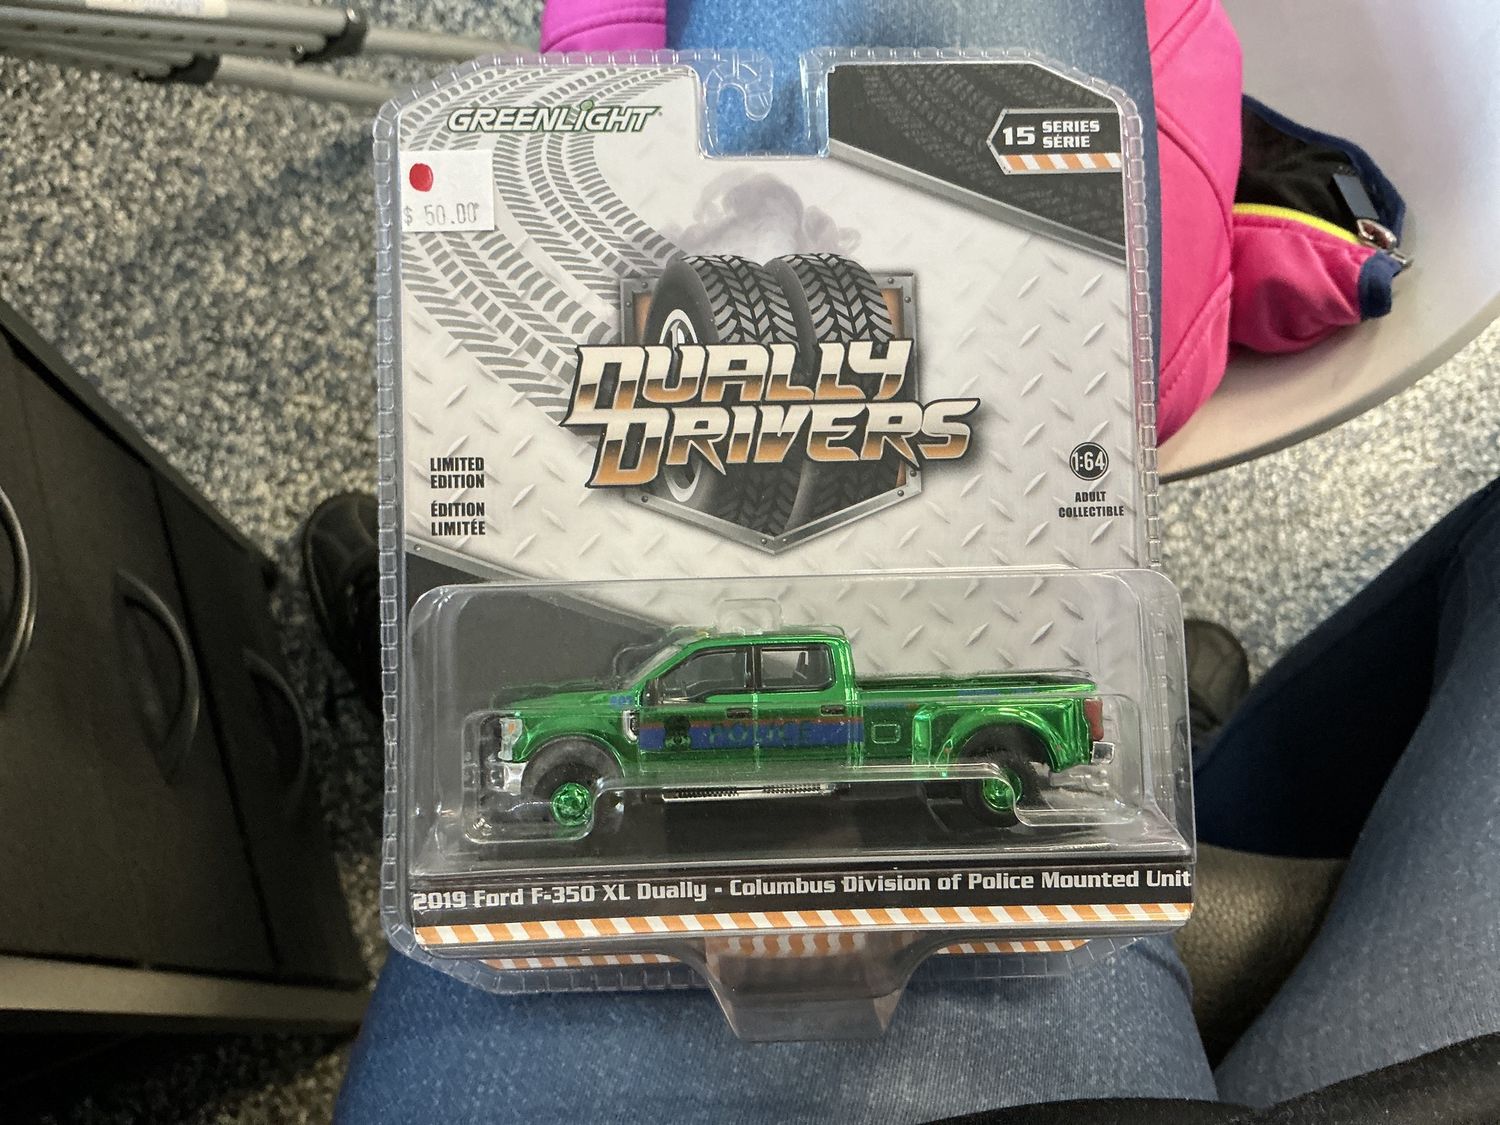 GREENLIGHT
15 SERIES
SÉRIE
$ 50.00
DUALLY
DRIVERS
LIMITED
EDITION
ÉDITION
LIMITÉE
1:64
ADULT
COLLECTIBLE
POLICE
2019 Ford F-350 XL Dually - Columbus Division of Police Mounted Unit